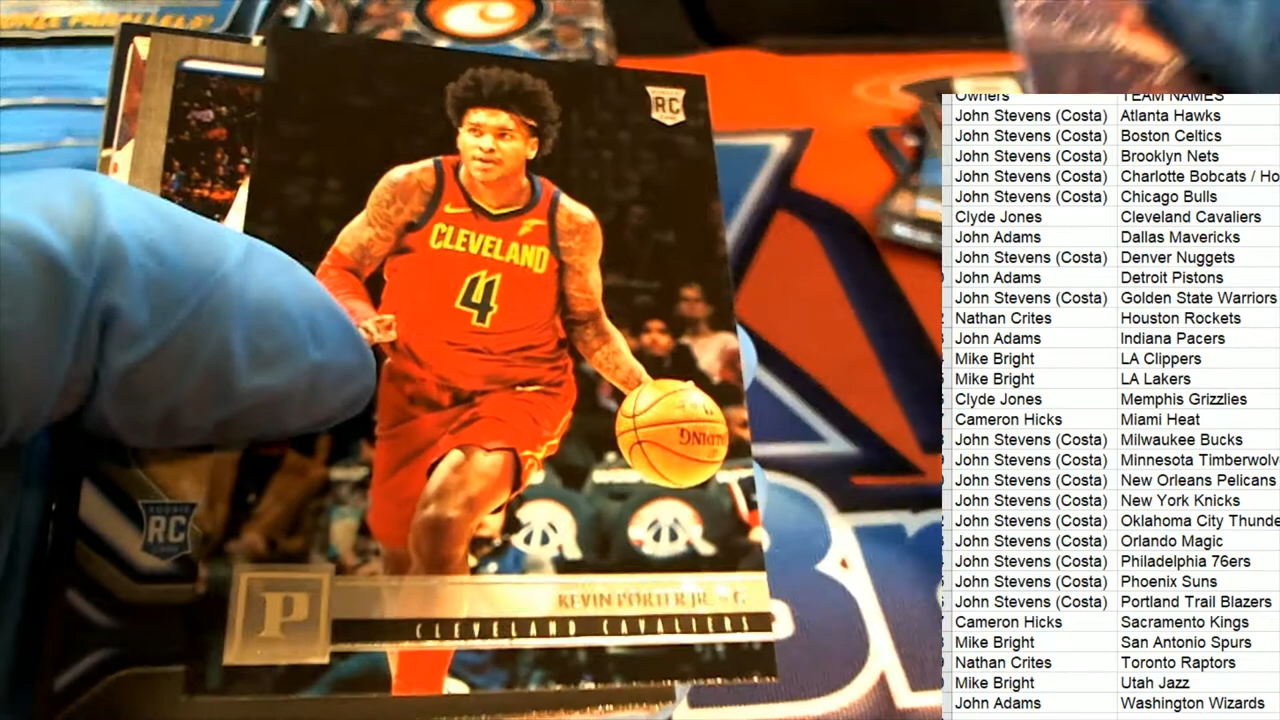 RC
CLEVELAND
4
SPALDING
RC
KEVIN PORTER JR. - G
P
CLEVELAND CAVALIERS
Owners TEAM NAMES
John Stevens (Costa) Atlanta Hawks
John Stevens (Costa) Boston Celtics
John Stevens (Costa) Brooklyn Nets
John Stevens (Costa) Charlotte Bobcats / Ho
John Stevens (Costa) Chicago Bulls
Clyde Jones Cleveland Cavaliers
John Adams Dallas Mavericks
John Stevens (Costa) Denver Nuggets
John Adams Detroit Pistons
John Stevens (Costa) Golden State Warriors
Nathan Crites Houston Rockets
John Adams Indiana Pacers
Mike Bright LA Clippers
Mike Bright LA Lakers
Clyde Jones Memphis Grizzlies
Cameron Hicks Miami Heat
John Stevens (Costa) Milwaukee Bucks
John Stevens (Costa) Minnesota Timberwolv
John Stevens (Costa) New Orleans Pelicans
John Stevens (Costa) New York Knicks
John Stevens (Costa) Oklahoma City Thunde
John Stevens (Costa) Orlando Magic
John Stevens (Costa) Philadelphia 76ers
John Stevens (Costa) Phoenix Suns
John Stevens (Costa) Portland Trail Blazers
Cameron Hicks Sacramento Kings
Mike Bright San Antonio Spurs
Nathan Crites Toronto Raptors
Mike Bright Utah Jazz
John Adams Washington Wizards